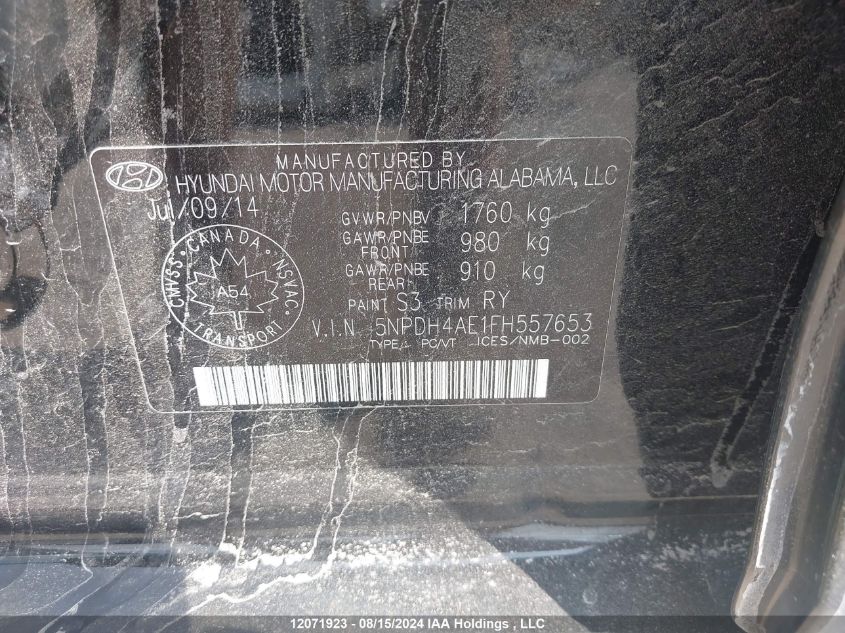 MANUFACTURED BY
HYUNDAI MOTOR MANUFACTURING ALABAMA, LLC
Jul/09/14
GVWR/PNBV 1760 kg
GAWR/PNBE FRONT 980 kg
GAWR/PNBE REAR 910 kg
CMVSS · CANADA · NSVAC · TRANSPORT
A54
PAINT S3 TRIM RY
V.I.N 5NPDH4AE1FH557653
TYPE/ PC/VT ICES/NMB-002
12071923 - 08/15/2024 IAA Holdings , LLC